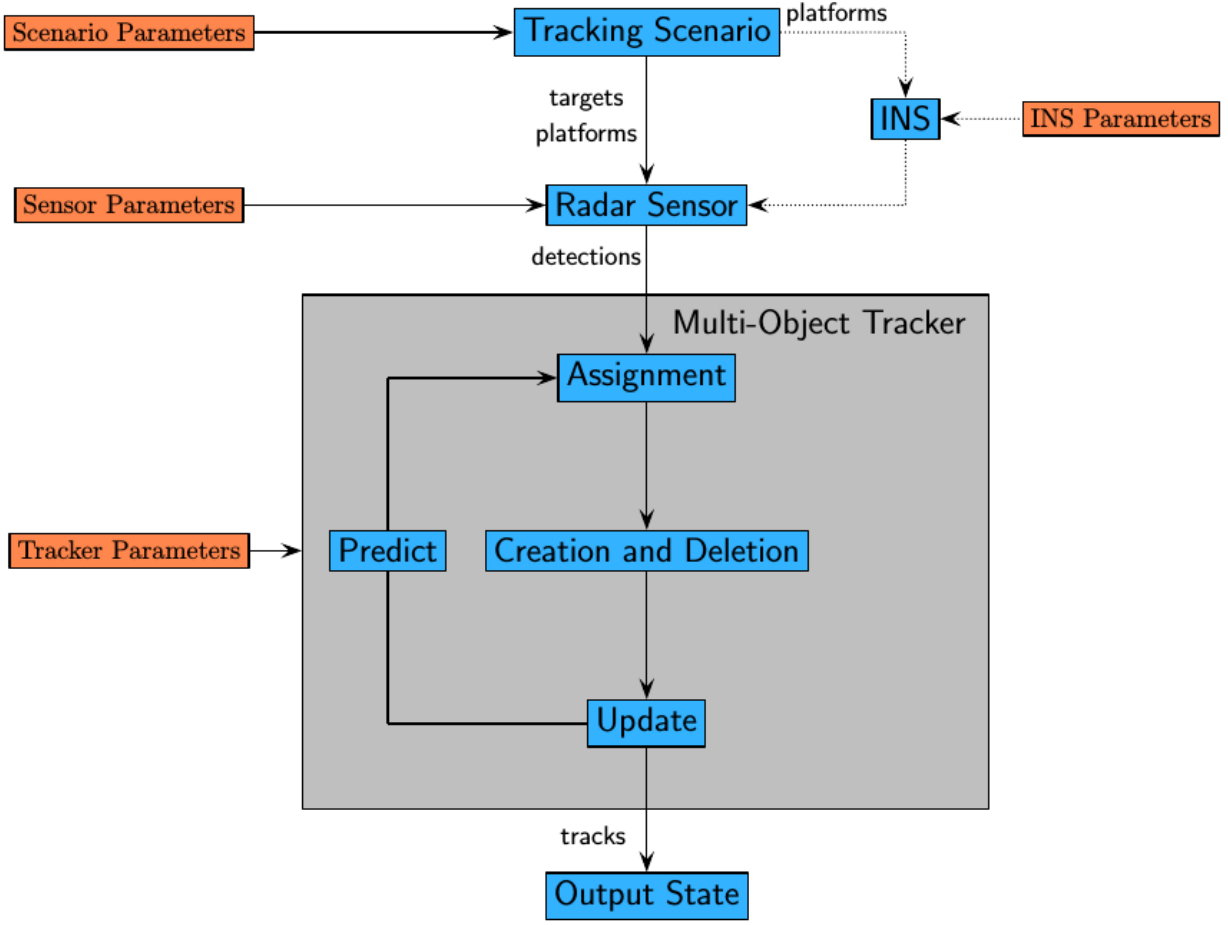 Scenario Parameters
Tracking Scenario
platforms
targets
platforms
INS
INS Parameters
Sensor Parameters
Radar Sensor
detections
Multi-Object Tracker
Assignment
Tracker Parameters
Predict
Creation and Deletion
Update
tracks
Output State